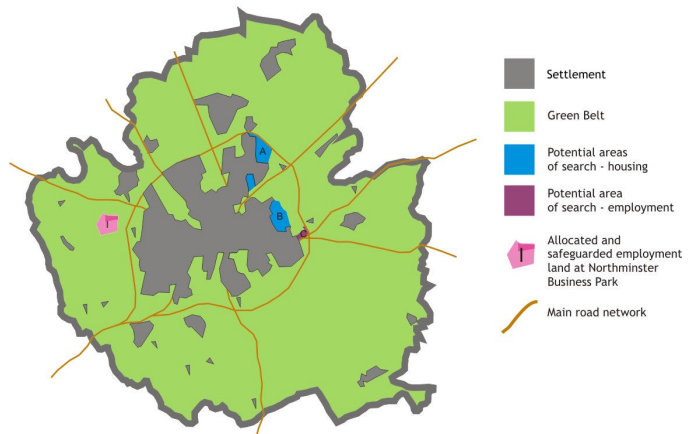 Settlement
Green Belt
A
Potential areas
of search - housing
Potential area
of search - employment
B
C
I
I
Allocated and
safeguarded employment
land at Northminster
Business Park
Main road network